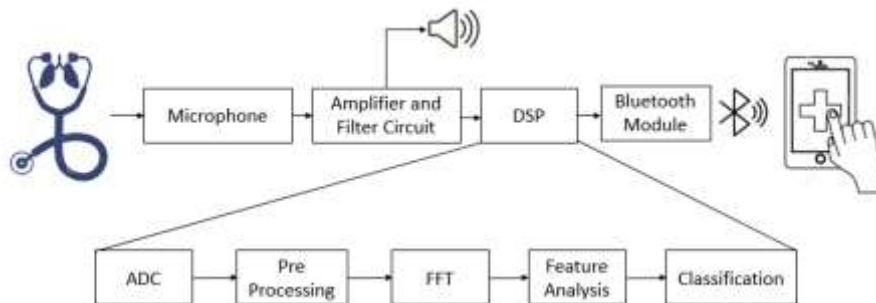 Microphone
Amplifier and
Filter Circuit
DSP
Bluetooth
Module
ADC
Pre
Processing
FFT
Feature
Analysis
Classification